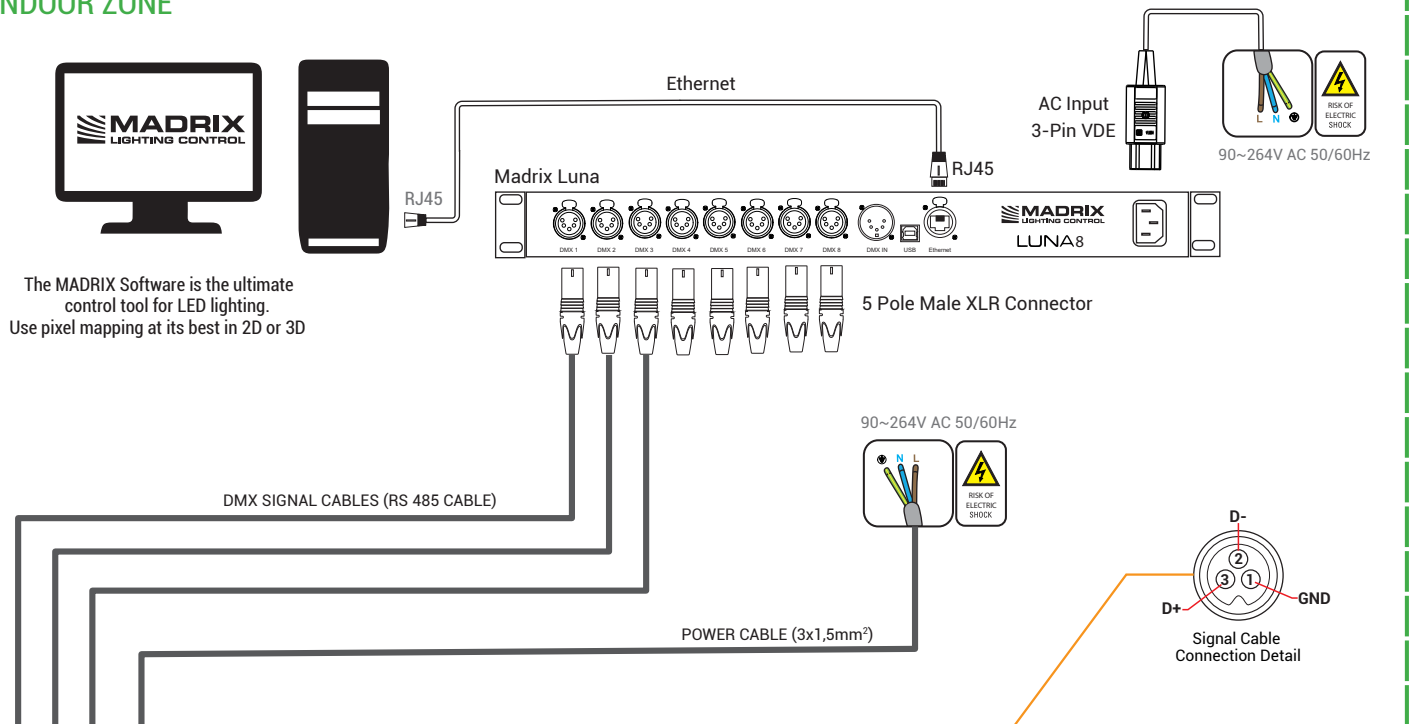 NDOOR ZONE
MADRIX
LIGHTING CONTROL
The MADRIX Software is the ultimate
control tool for LED lighting.
Use pixel mapping at its best in 2D or 3D
RJ45
Ethernet
RJ45
AC Input
3-Pin VDE
L N
RISK OF
ELECTRIC
SHOCK
90~264V AC 50/60Hz
Madrix Luna
DMX 1 DMX 2 DMX 3 DMX 4 DMX 5 DMX 6 DMX 7 DMX 8 DMX IN USB Ethernet
MADRIX
LIGHTING CONTROL
LUNA8
5 Pole Male XLR Connector
90~264V AC 50/60Hz
N L
RISK OF
ELECTRIC
SHOCK
DMX SIGNAL CABLES (RS 485 CABLE)
POWER CABLE (3x1,5mm²)
D-
2
3 1
D+
GND
Signal Cable
Connection Detail